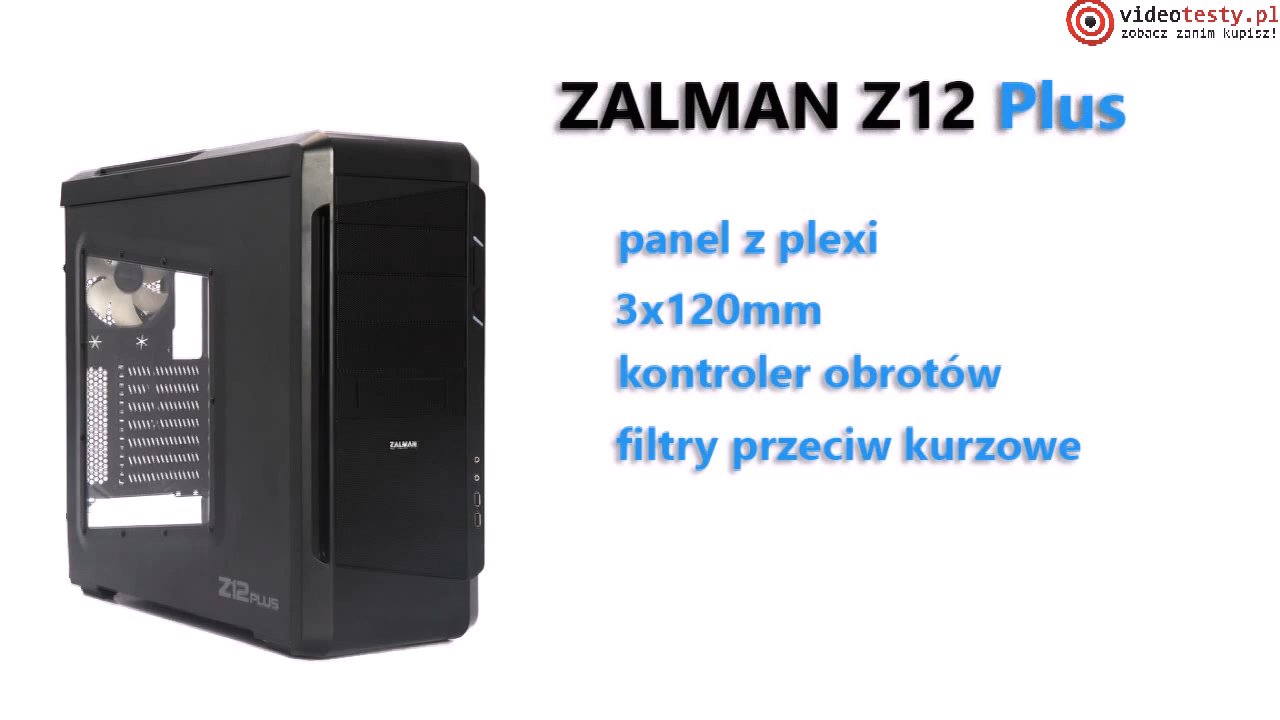 videotesty.pl
zobacz zanim kupisz!
ZALMAN Z12 Plus
panel z plexi
3x120mm
kontroler obrotów
filtry przeciw kurzowe
ZALMAN
Z12 PLUS